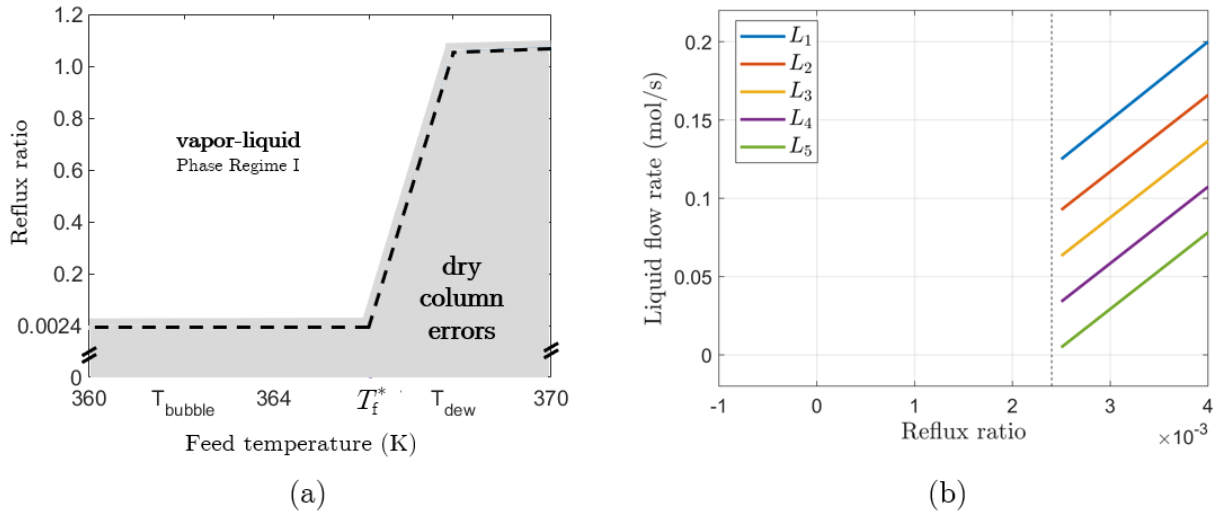 1.2
1.0
0.8
0.6
0.4
0.2
0.0024
0
Reflux ratio
vapor-liquid
Phase Regime I
dry
column
errors
360
T_bubble
364
T_f^*
T_dew
370
Feed temperature (K)
(a)
0.2
0.15
0.1
0.05
0
Liquid flow rate (mol/s)
L_1
L_2
L_3
L_4
L_5
-1
0
1
2
3
4
Reflux ratio
×10^-3
(b)